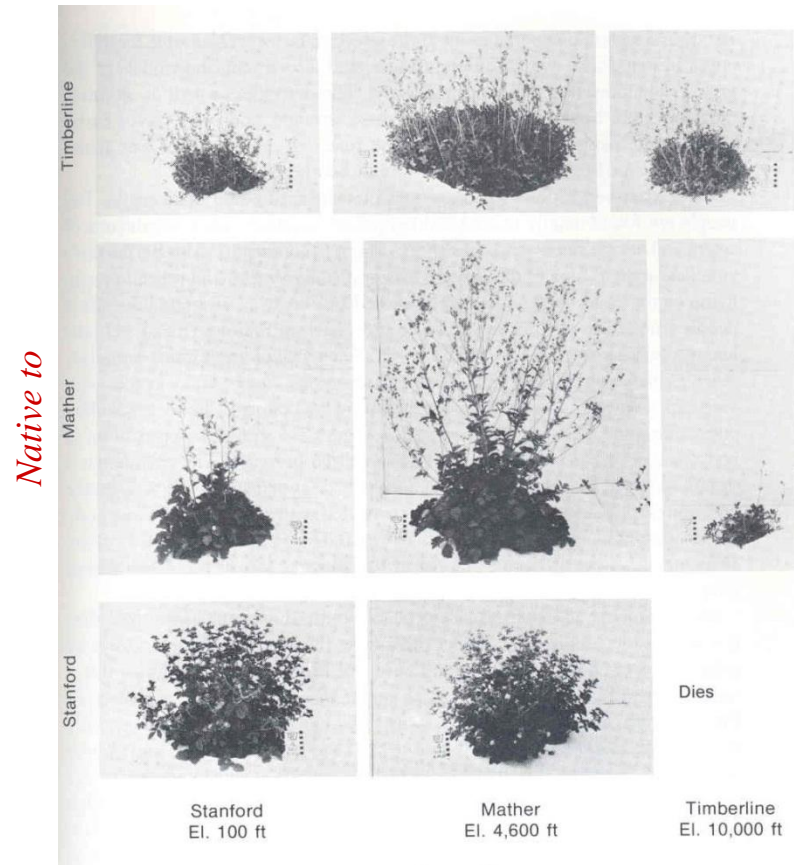 Timberline
Native to
Mather
Stanford
Dies
Stanford
El. 100 ft
Mather
El. 4,600 ft
Timberline
El. 10,000 ft